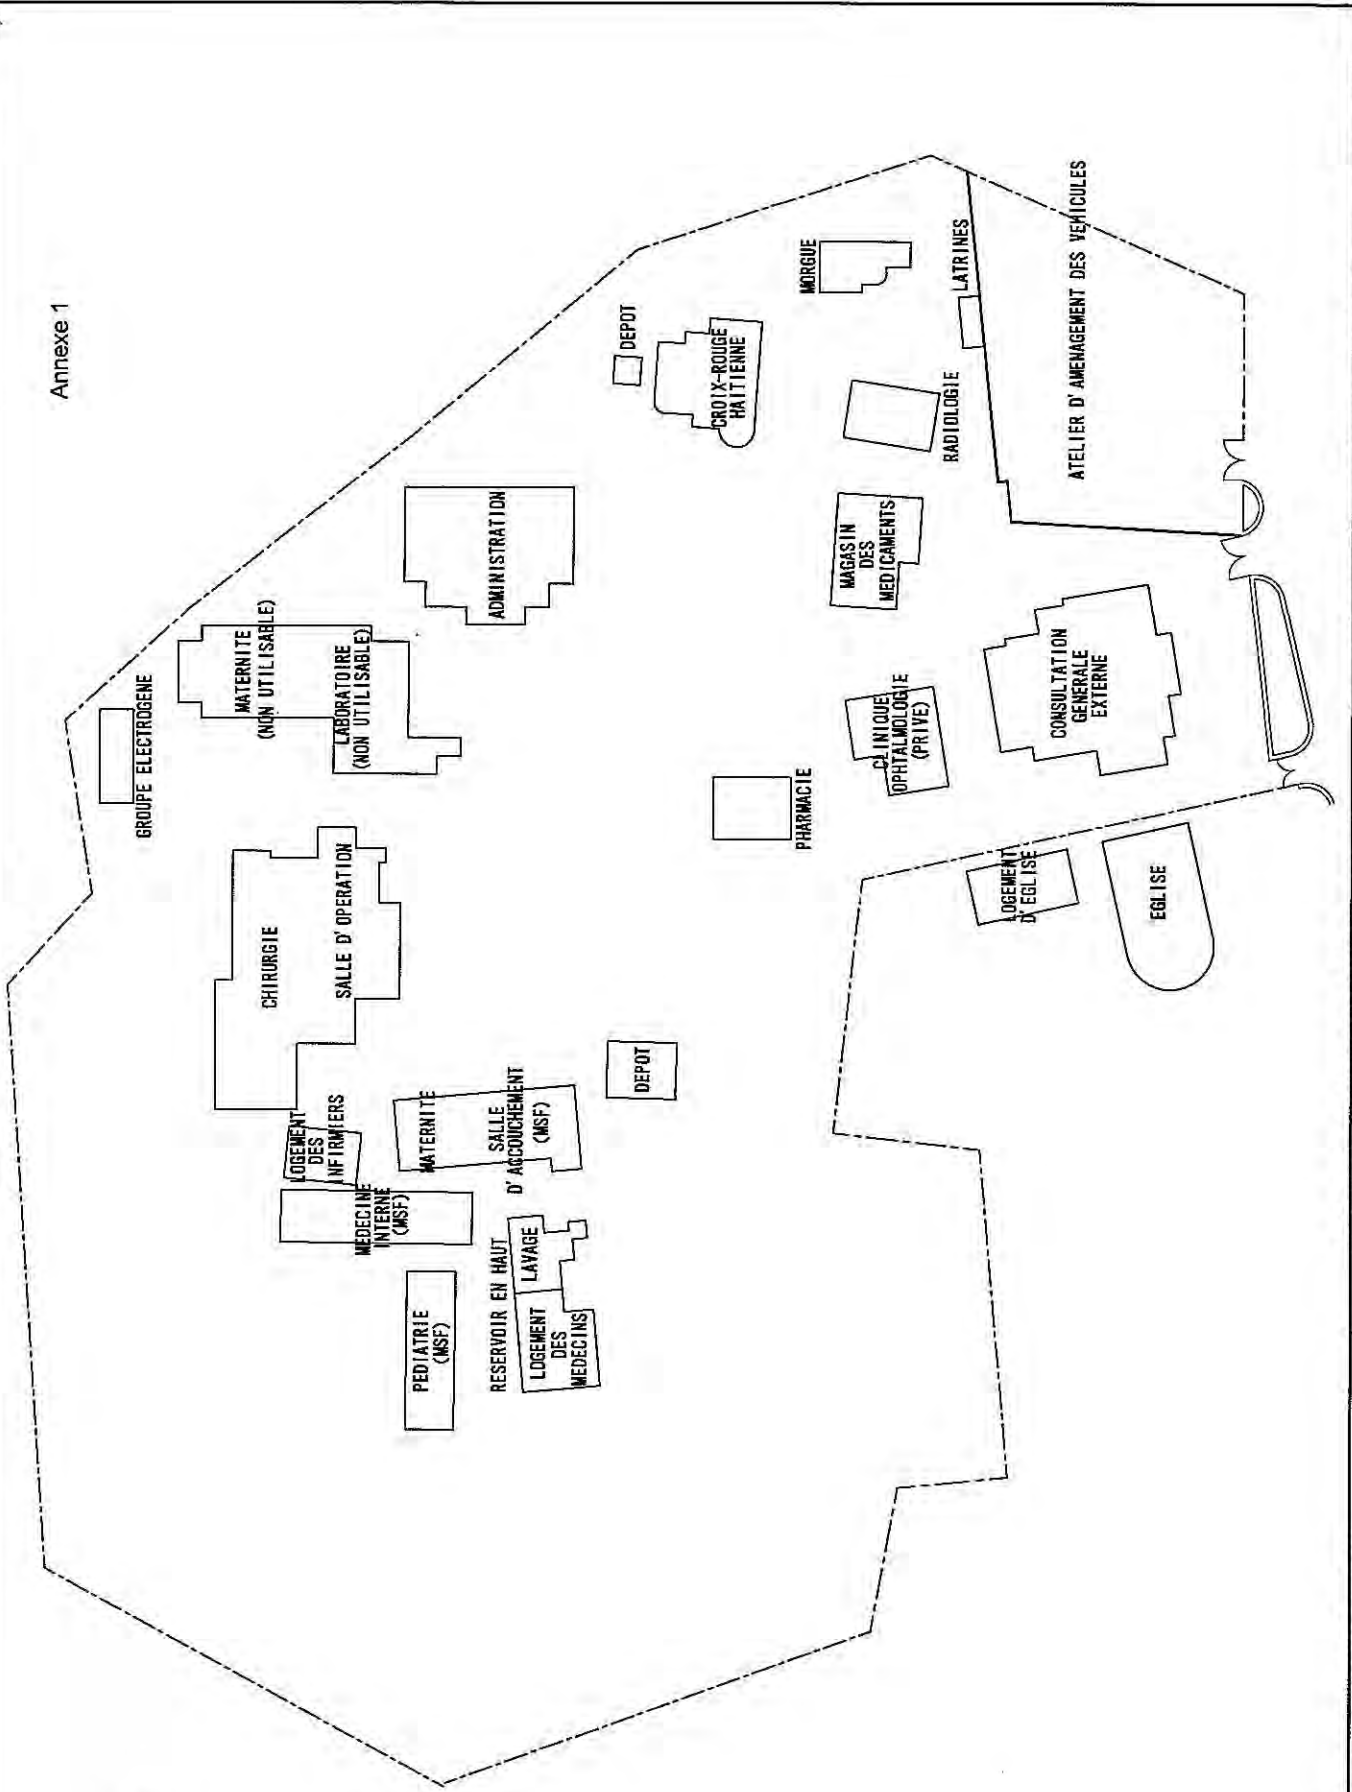 Annexe 1
GROUPE ELECTROGENE
MATERNITE
(NON UTILISABLE)
LABORATOIRE
(NON UTILISABLE)
ADMINISTRATION
DEPOT
CROIX-ROUGE
HAITIENNE
MORGUE
LATRINES
RADIOLOGIE
ATELIER D'AMENAGEMENT DES VEHICULES
MAGASIN
DES
MEDICAMENTS
CHIRURGIE
SALLE D'OPERATION
PHARMACIE
CLINIQUE
OPHTALMOLOGIE
(PRIVE)
CONSULTATION
GENERALE
EXTERNE
LOGEMENT
D'EGLISE
EGLISE
LOGEMENT
DES
INFIRMIERS
MATERNITE
SALLE
D'ACCOUCHEMENT
(MSF)
DEPOT
MEDECINE
INTERNE
(MSF)
PEDIATRIE
(MSF)
RESERVOIR EN HAUT
LAVAGE
LOGEMENT
DES
MEDECINS